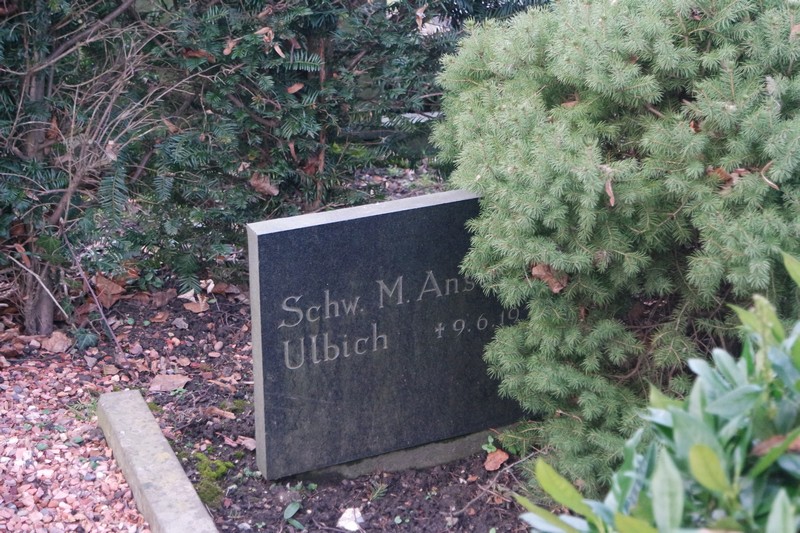 Schw. M. Ans
Ulbich † 9.6.19